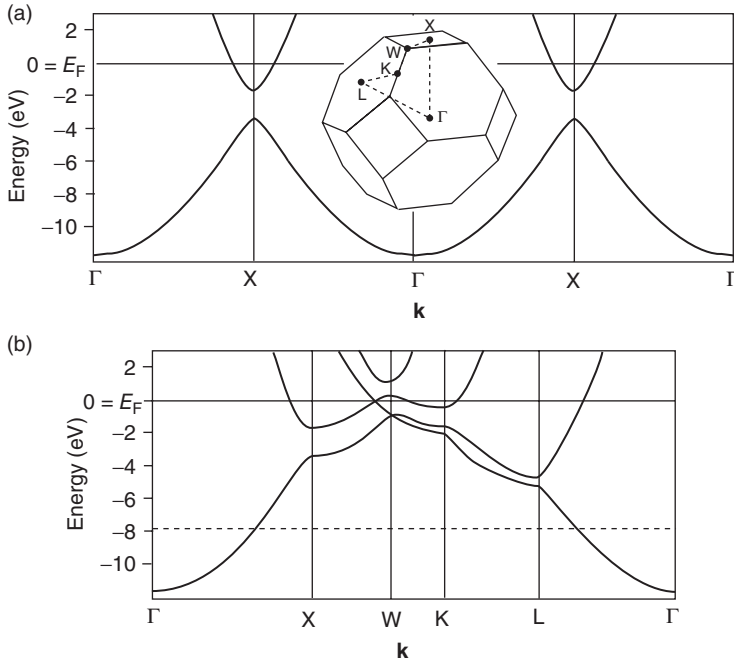 (a)
Energy (eV)
2
0 = E_F
−2
−4
−6
−8
−10
X
W
K
L
Γ
Γ X Γ X Γ
k
(b)
Energy (eV)
2
0 = E_F
−2
−4
−6
−8
−10
Γ X W K L Γ
k